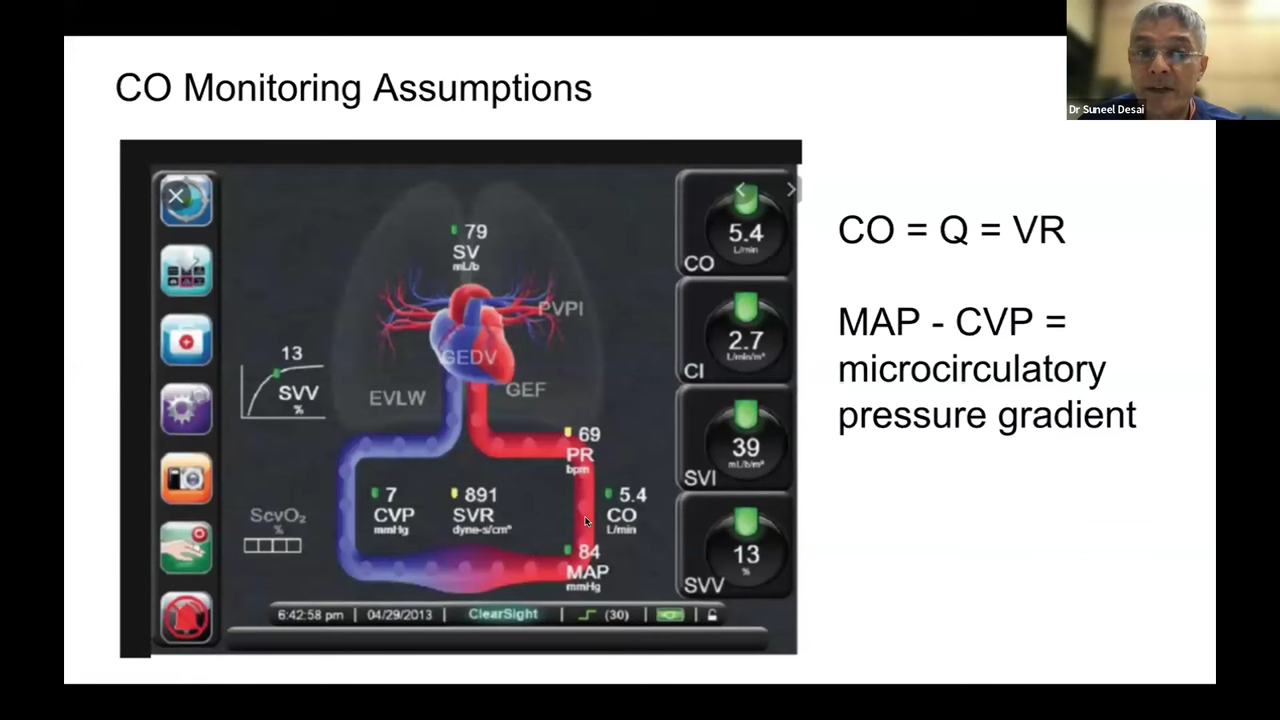 CO Monitoring Assumptions
Dr Suneel Desai
79
SV
mL/b
PVPI
GEDV
EVLW
GEF
13
SVV
%
69
PR
bpm
7
CVP
mmHg
891
SVR
dyne-s/cm⁵
5.4
CO
L/min
ScvO₂
%
84
MAP
mmHg
6:42:58 pm | 04/29/2013 | ClearSight | (30)
5.4
L/min
CO
2.7
L/min/m²
CI
39
mL/b/m²
SVI
13
%
SVV
CO = Q = VR
MAP - CVP =
microcirculatory
pressure gradient